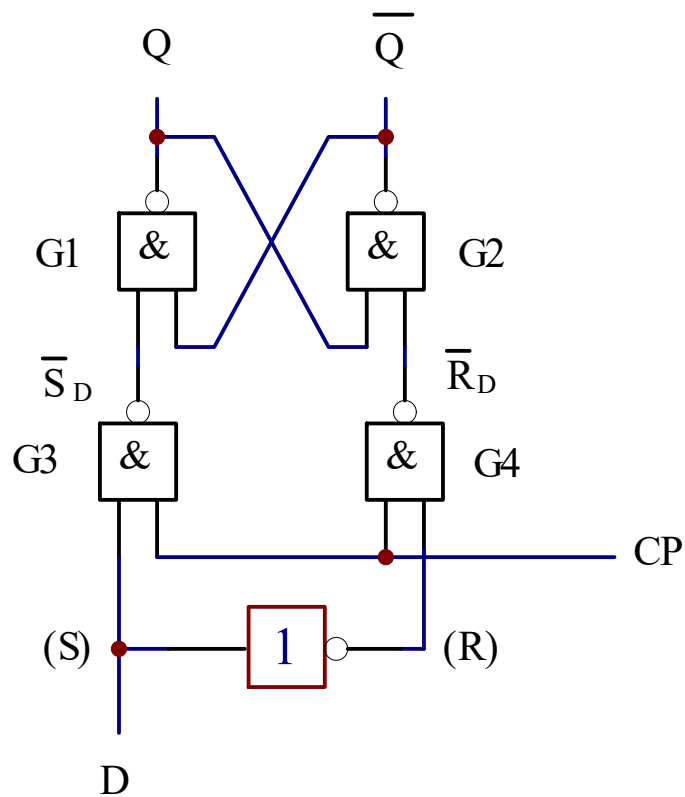 Q Q̅
G1 & & G2
S̅D R̅D
G3 & & G4
CP
(S) 1 (R)
D